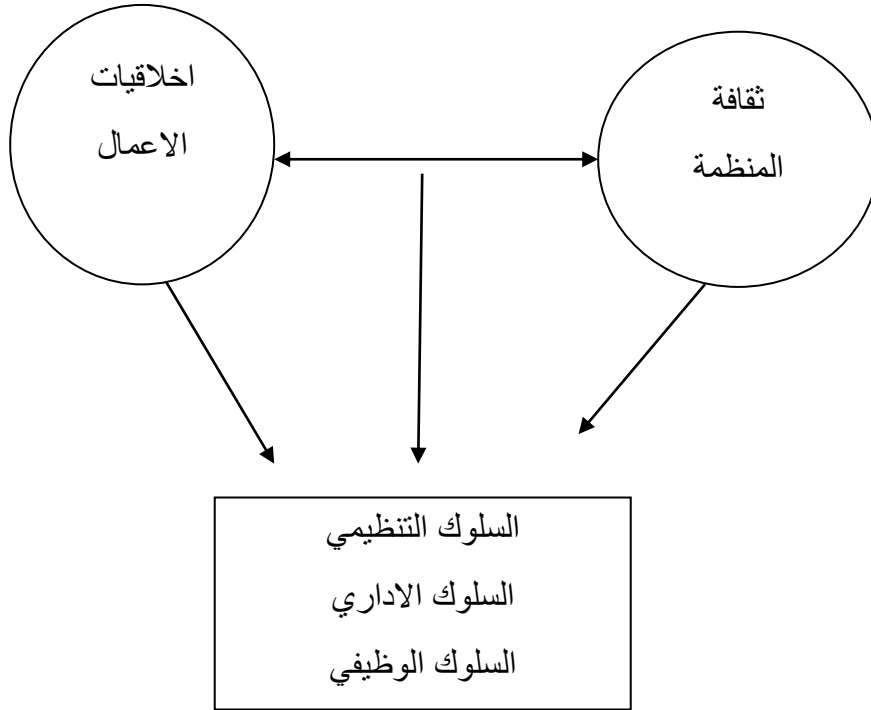 ثقافة
المنظمة
اخلاقيات
الاعمال
السلوك التنظيمي
السلوك الاداري
السلوك الوظيفي